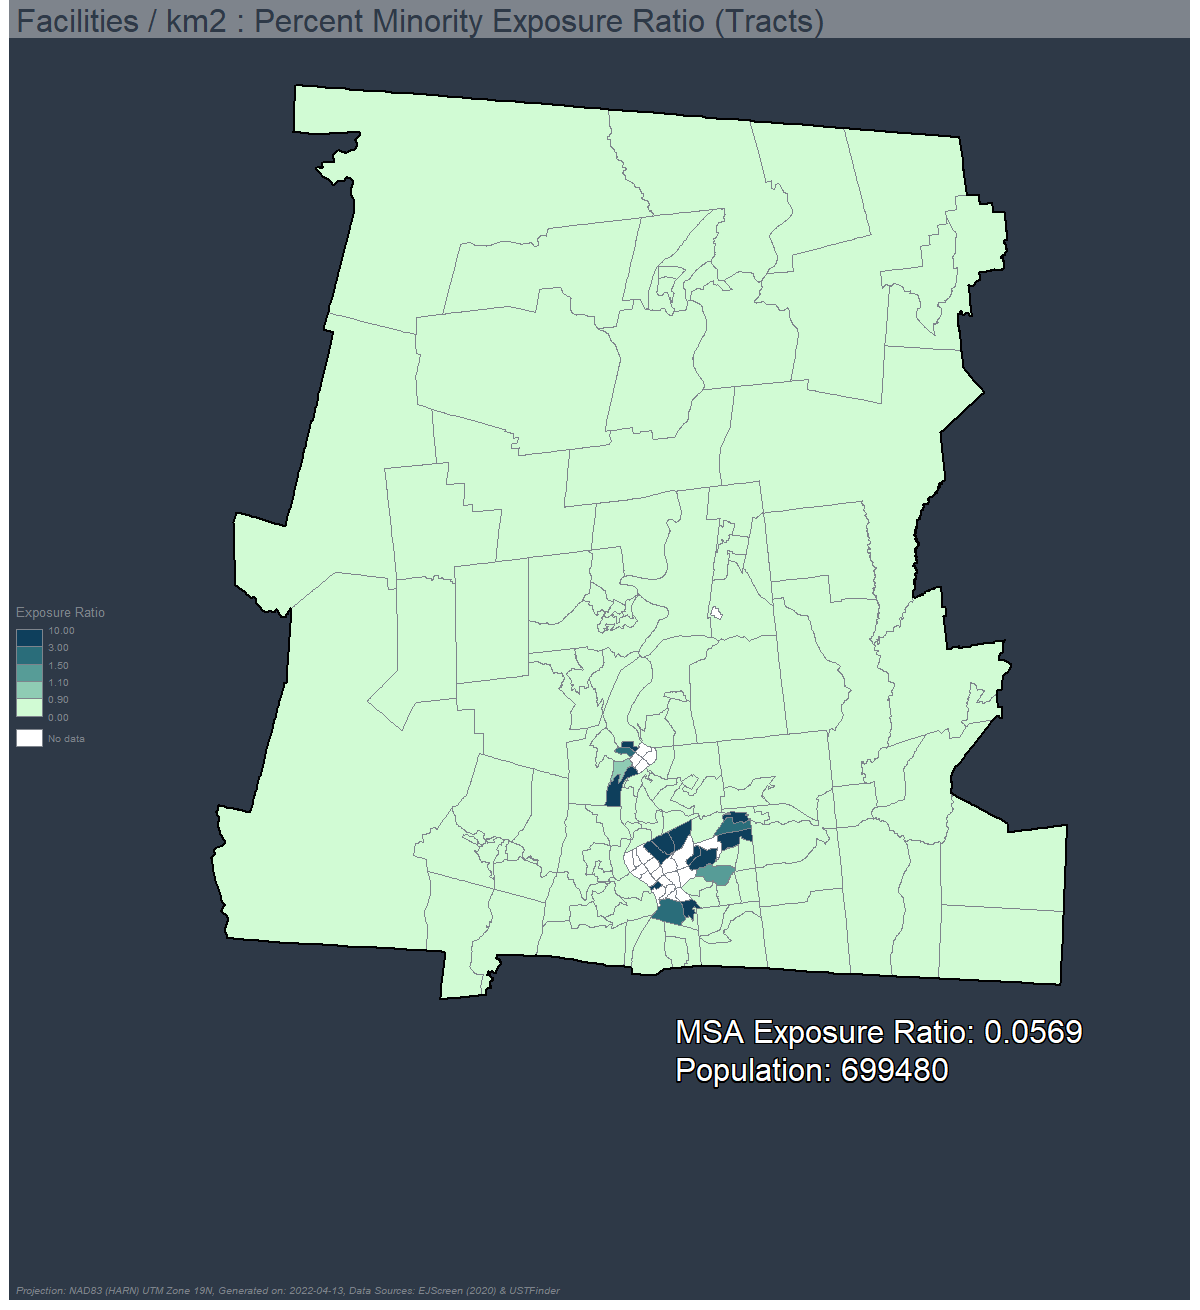 Facilities / km2 : Percent Minority Exposure Ratio (Tracts)
Exposure Ratio
10.00
3.00
1.50
1.10
0.90
0.00
No data
MSA Exposure Ratio: 0.0569
Population: 699480
Projection: NAD83 (HARN) UTM Zone 19N, Generated on: 2022-04-13, Data Sources: EJScreen (2020) & USTFinder